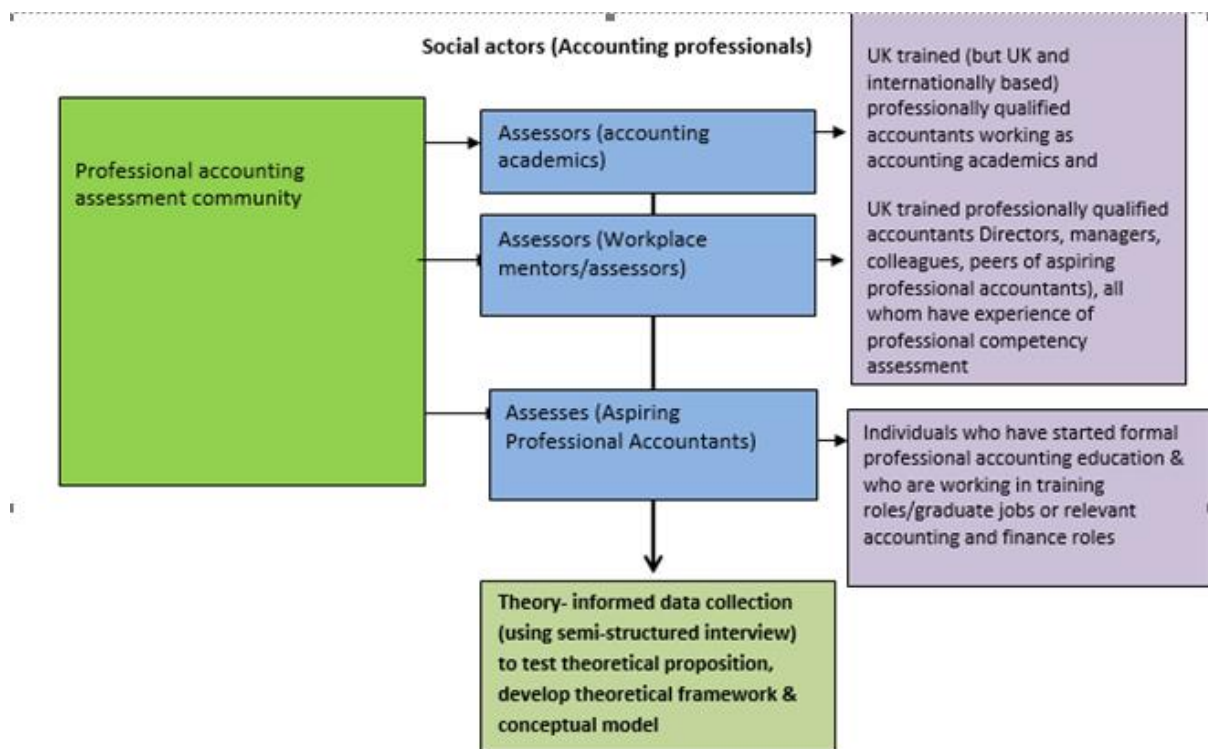 Social actors (Accounting professionals)
Professional accounting
assessment community
Assessors (accounting
academics)
UK trained (but UK and
internationally based)
professionally qualified
accountants working as
accounting academics and
Assessors (Workplace
mentors/assessors)
UK trained professionally qualified
accountants Directors, managers,
colleagues, peers of aspiring
professional accountants), all
whom have experience of
professional competency
assessment
Assesses (Aspiring
Professional Accountants)
Individuals who have started formal
professional accounting education &
who are working in training
roles/graduate jobs or relevant
accounting and finance roles
Theory- informed data collection
(using semi-structured interview)
to test theoretical proposition,
develop theoretical framework &
conceptual model